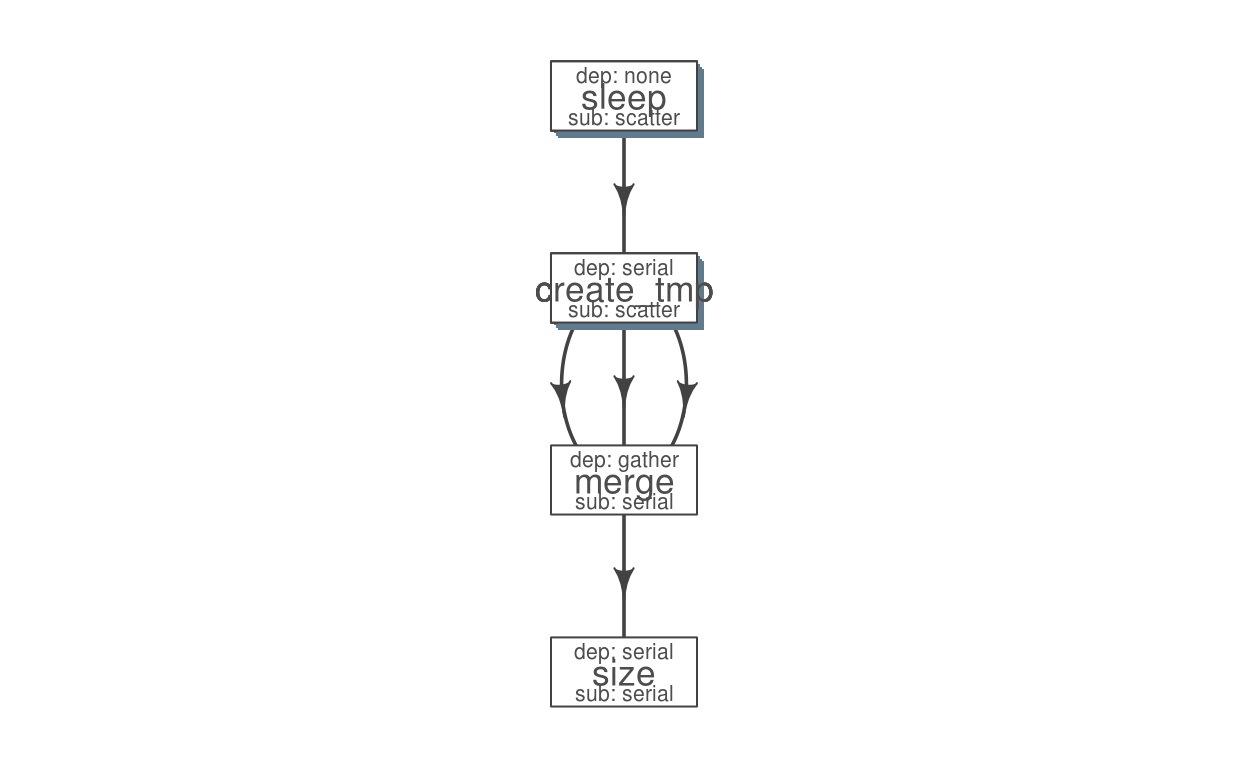 dep: none
sleep
sub: scatter
dep: serial
create_tmp
sub: scatter
dep: gather
merge
sub: serial
dep: serial
size
sub: serial